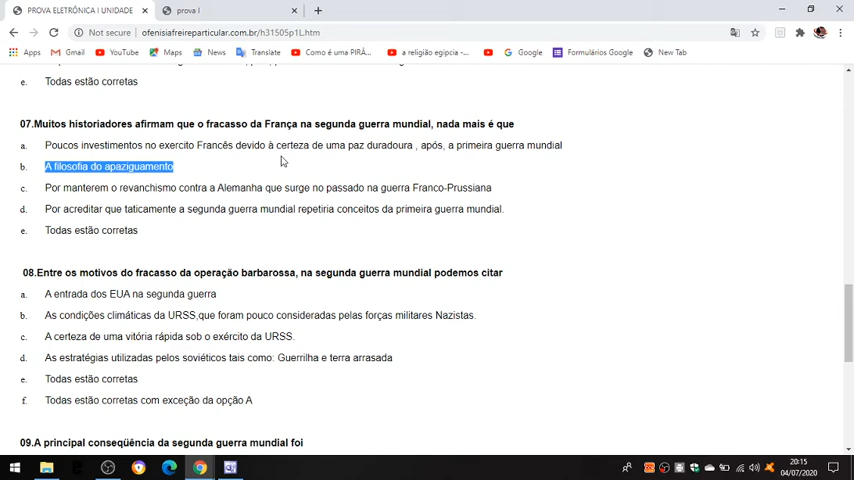 PROVA ELETRÔNICA I UNIDADE
prova I
Not secure
ofenisiafreireparticular.com.br/h31505p1L.htm
Apps
Gmail
YouTube
Maps
News
Translate
Como é uma PIRÂ...
a religião egipcia -...
Google
Formulários Google
New Tab
e. Todas estão corretas
07.Muitos historiadores afirmam que o fracasso da França na segunda guerra mundial, nada mais é que
a. Poucos investimentos no exercito Francês devido à certeza de uma paz duradoura , após, a primeira guerra mundial
b. A filosofia do apaziguamento
c. Por manterem o revanchismo contra a Alemanha que surge no passado na guerra Franco-Prussiana
d. Por acreditar que taticamente a segunda guerra mundial repetiria conceitos da primeira guerra mundial.
e. Todas estão corretas
08.Entre os motivos do fracasso da operação barbarossa, na segunda guerra mundial podemos citar
a. A entrada dos EUA na segunda guerra
b. As condições climáticas da URSS,que foram pouco consideradas pelas forças militares Nazistas.
c. A certeza de uma vitória rápida sob o exército da URSS.
d. As estratégias utilizadas pelos soviéticos tais como: Guerrilha e terra arrasada
e. Todas estão corretas
f. Todas estão corretas com exceção da opção A
09.A principal conseqüência da segunda guerra mundial foi
20:15
04/07/2020